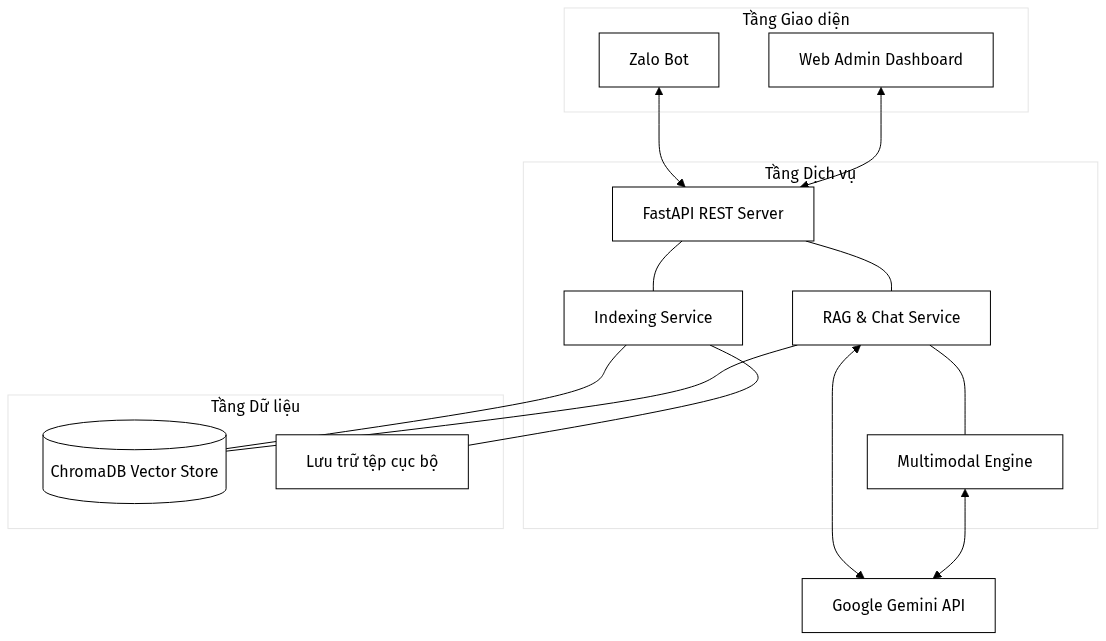 Tầng Giao diện
Zalo Bot
Web Admin Dashboard
Tầng Dịch vụ
FastAPI REST Server
Indexing Service
RAG & Chat Service
Tầng Dữ liệu
ChromaDB Vector Store
Lưu trữ tệp cục bộ
Multimodal Engine
Google Gemini API